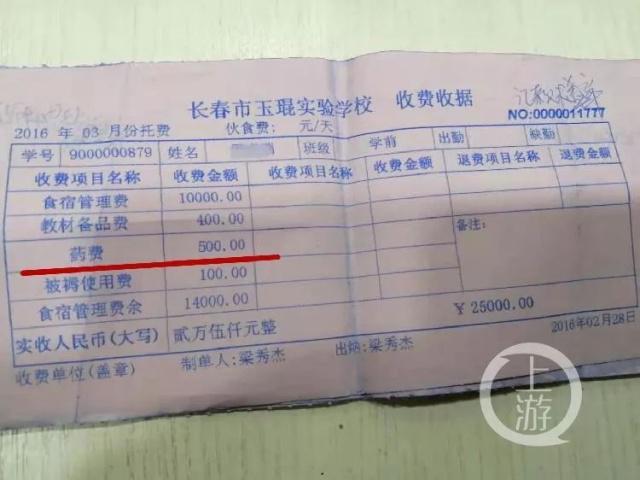 长春市玉琨实验学校 收费收据
NO:0000011777
2016 年 03 月份托费 伙食费: 元/天
学号 9000000879 姓名 班级 学前 出勤 缺勤
收费项目名称 收费金额 收费项目名称 收费金额 退费项目名称 退费金额
食宿管理费 10000.00
教材备品费 400.00 备注:
药费 500.00
被褥使用费 100.00
食宿管理费余 14000.00 ￥25000.00
实收人民币(大写) 贰万伍仟元整 2016年02月28日
收费单位(盖章) 制单人:梁秀杰 出纳:梁秀杰
上游